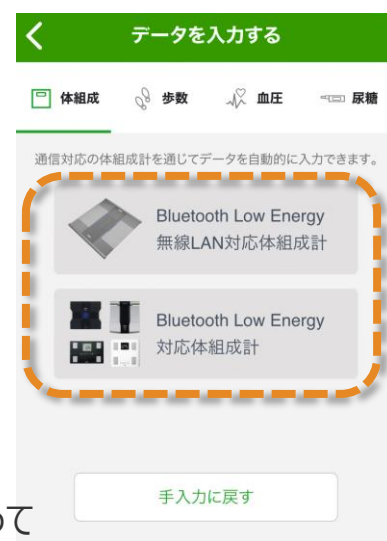 データを入力する
体組成 歩数 血圧 尿糖
通信対応の体組成計を通じてデータを自動的に入力できます。
Bluetooth Low Energy
無線LAN対応体組成計
Bluetooth Low Energy
対応体組成計
手入力に戻す
って